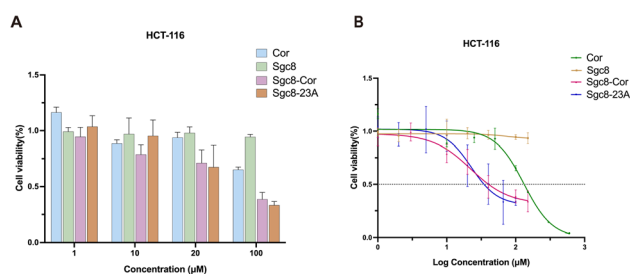 A
HCT-116
Cor
Sgc8
Sgc8-Cor
Sgc8-23A
Cell viability(%)
1.5
1.0
0.5
0.0
1
10
20
100
Concentration (μM)
B
HCT-116
Cor
Sgc8
Sgc8-Cor
Sgc8-23A
Cell viability(%)
1.5
1.0
0.5
0.0
0
1
2
3
Log Concentration (μM)